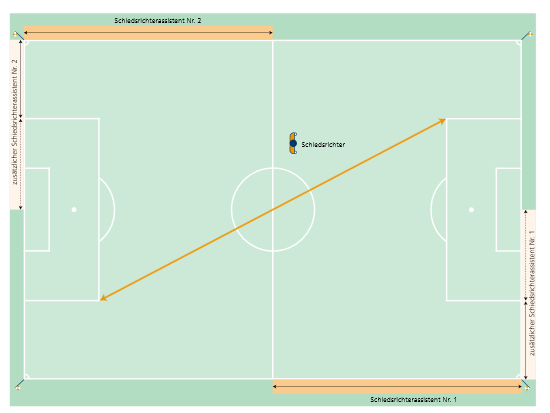 Schiedsrichterassistent Nr. 2
zusätzlicher Schiedsrichterassistent Nr. 2
Schiedsrichter
zusätzlicher Schiedsrichterassistent Nr. 1
Schiedsrichterassistent Nr. 1